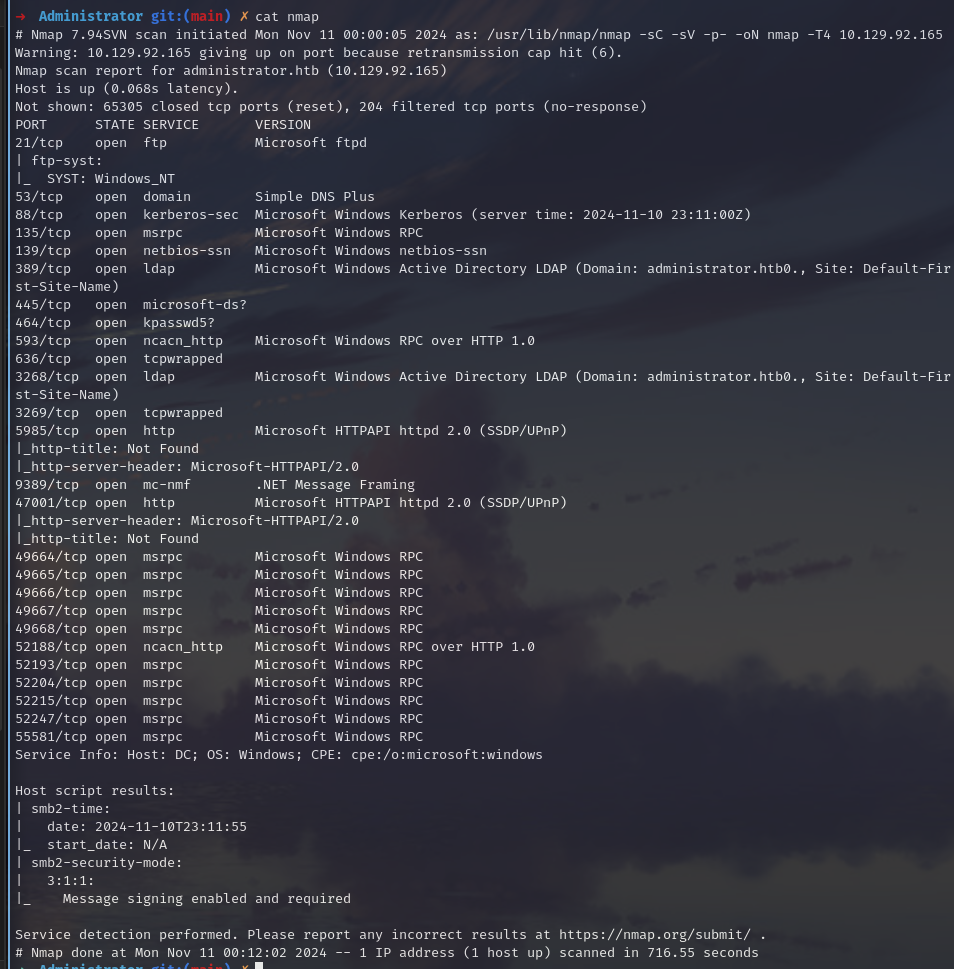 → Administrator git:(main) ✗ cat nmap
# Nmap 7.94SVN scan initiated Mon Nov 11 00:00:05 2024 as: /usr/lib/nmap/nmap -sC -sV -p- -oN nmap -T4 10.129.92.165
Warning: 10.129.92.165 giving up on port because retransmission cap hit (6).
Nmap scan report for administrator.htb (10.129.92.165)
Host is up (0.068s latency).
Not shown: 65305 closed tcp ports (reset), 204 filtered tcp ports (no-response)
PORT      STATE SERVICE       VERSION
21/tcp    open  ftp           Microsoft ftpd
| ftp-syst:
|_  SYST: Windows_NT
53/tcp    open  domain        Simple DNS Plus
88/tcp    open  kerberos-sec  Microsoft Windows Kerberos (server time: 2024-11-10 23:11:00Z)
135/tcp   open  msrpc         Microsoft Windows RPC
139/tcp   open  netbios-ssn   Microsoft Windows netbios-ssn
389/tcp   open  ldap          Microsoft Windows Active Directory LDAP (Domain: administrator.htb0., Site: Default-Fir
st-Site-Name)
445/tcp   open  microsoft-ds?
464/tcp   open  kpasswd5?
593/tcp   open  ncacn_http    Microsoft Windows RPC over HTTP 1.0
636/tcp   open  tcpwrapped
3268/tcp  open  ldap          Microsoft Windows Active Directory LDAP (Domain: administrator.htb0., Site: Default-Fir
st-Site-Name)
3269/tcp  open  tcpwrapped
5985/tcp  open  http          Microsoft HTTPAPI httpd 2.0 (SSDP/UPnP)
|_http-title: Not Found
|_http-server-header: Microsoft-HTTPAPI/2.0
9389/tcp  open  mc-nmf        .NET Message Framing
47001/tcp open  http          Microsoft HTTPAPI httpd 2.0 (SSDP/UPnP)
|_http-server-header: Microsoft-HTTPAPI/2.0
|_http-title: Not Found
49664/tcp open  msrpc         Microsoft Windows RPC
49665/tcp open  msrpc         Microsoft Windows RPC
49666/tcp open  msrpc         Microsoft Windows RPC
49667/tcp open  msrpc         Microsoft Windows RPC
49668/tcp open  msrpc         Microsoft Windows RPC
52188/tcp open  ncacn_http    Microsoft Windows RPC over HTTP 1.0
52193/tcp open  msrpc         Microsoft Windows RPC
52204/tcp open  msrpc         Microsoft Windows RPC
52215/tcp open  msrpc         Microsoft Windows RPC
52247/tcp open  msrpc         Microsoft Windows RPC
55581/tcp open  msrpc         Microsoft Windows RPC
Service Info: Host: DC; OS: Windows; CPE: cpe:/o:microsoft:windows

Host script results:
| smb2-time:
|   date: 2024-11-10T23:11:55
|_  start_date: N/A
| smb2-security-mode:
|   3:1:1:
|_    Message signing enabled and required

Service detection performed. Please report any incorrect results at https://nmap.org/submit/ .
# Nmap done at Mon Nov 11 00:12:02 2024 -- 1 IP address (1 host up) scanned in 716.55 seconds
→ Administrator git:(main) ✗